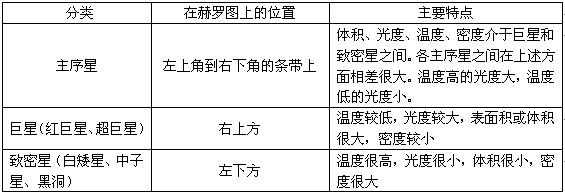 分类
在赫罗图上的位置
主要特点
主序星
左上角到右下角的条带上
体积、光度、温度、密度介于巨星和
致密星之间。各主序星之间在上述方
面相差很大。温度高的光度大，温度
低的光度小。
巨星（红巨星、超巨星）
右上方
温度较低，光度较大，表面积或体积
很大，密度较小
致密星（白矮星、中子
星、黑洞）
左下方
温度很高，光度很小，体积很小，密
度很大